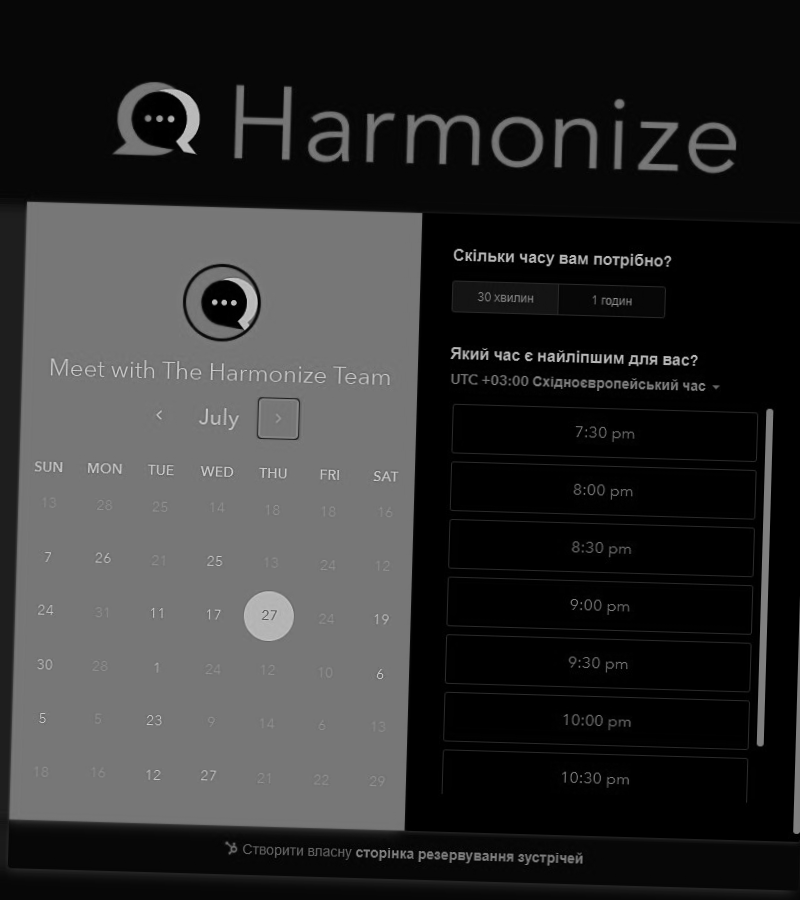 Harmonize
Meet with The Harmonize Team
July
SUN MON TUE WED THU FRI SAT
13 28 25 14 18 18 16
7 26 21 25 13 24 12
24 31 11 17 27 24 19
30 28 1 24 12 10 6
5 5 23 9 14 6 13
18 16 12 27 21 22 29
Скільки часу вам потрібно?
30 хвилин 1 годин
Який час є найліпшим для вас?
UTC +03:00 Східноєвропейський час
7:30 pm
8:00 pm
8:30 pm
9:00 pm
9:30 pm
10:00 pm
10:30 pm
Створити власну сторінка резервування зустрічей